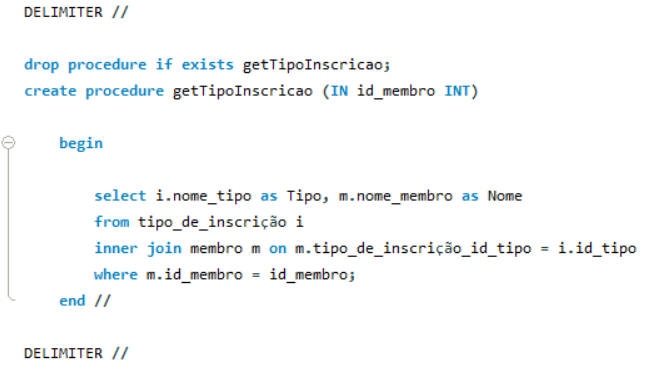 DELIMITER //
drop procedure if exists getTipoInscricao;
create procedure getTipoInscricao (IN id_membro INT)
begin
select i.nome_tipo as Tipo, m.nome_membro as Nome
from tipo_de_inscrição i
inner join membro m on m.tipo_de_inscrição_id_tipo = i.id_tipo
where m.id_membro = id_membro;
end //
DELIMITER //